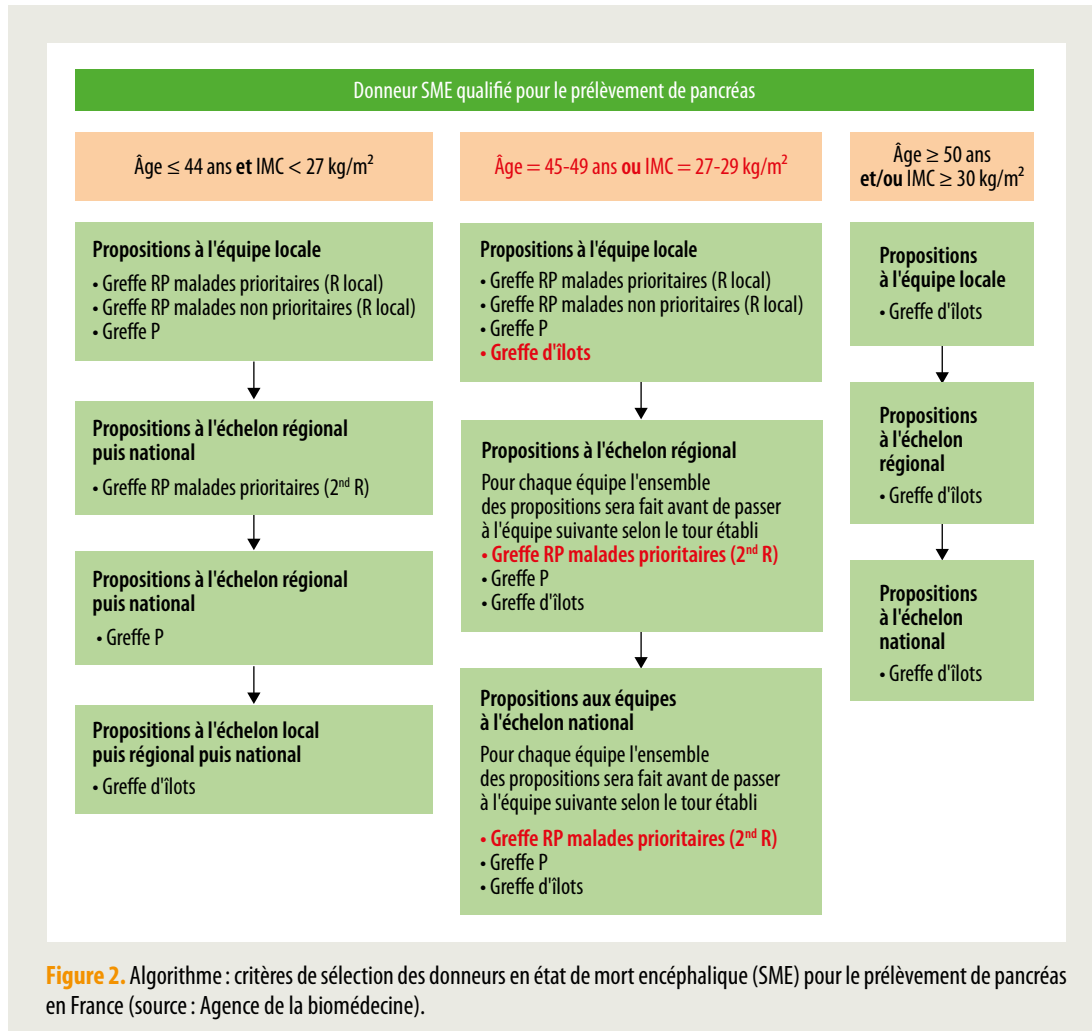 Donneur SME qualifié pour le prélèvement de pancréas
Âge ≤ 44 ans et IMC < 27 kg/m²
Propositions à l'équipe locale
• Greffe RP malades prioritaires (R local)
• Greffe RP malades non prioritaires (R local)
• Greffe P
Propositions à l'échelon régional
puis national
• Greffe RP malades prioritaires (2nd R)
Propositions à l'échelon régional
puis national
• Greffe P
Propositions à l'échelon local
puis régional puis national
• Greffe d'îlots
Âge = 45-49 ans ou IMC = 27-29 kg/m²
Propositions à l'équipe locale
• Greffe RP malades prioritaires (R local)
• Greffe RP malades non prioritaires (R local)
• Greffe P
• Greffe d'îlots
Propositions à l'échelon régional
Pour chaque équipe l'ensemble
des propositions sera fait avant de passer
à l'équipe suivante selon le tour établi
• Greffe RP malades prioritaires (2nd R)
• Greffe P
• Greffe d'îlots
Propositions aux équipes
à l'échelon national
Pour chaque équipe l'ensemble
des propositions sera fait avant de passer
à l'équipe suivante selon le tour établi
• Greffe RP malades prioritaires (2nd R)
• Greffe P
• Greffe d'îlots
Âge ≥ 50 ans
et/ou IMC ≥ 30 kg/m²
Propositions
à l'équipe locale
• Greffe d'îlots
Propositions
à l'échelon
régional
• Greffe d'îlots
Propositions
à l'échelon
national
• Greffe d'îlots
Figure 2. Algorithme : critères de sélection des donneurs en état de mort encéphalique (SME) pour le prélèvement de pancréas
en France (source : Agence de la biomédecine).